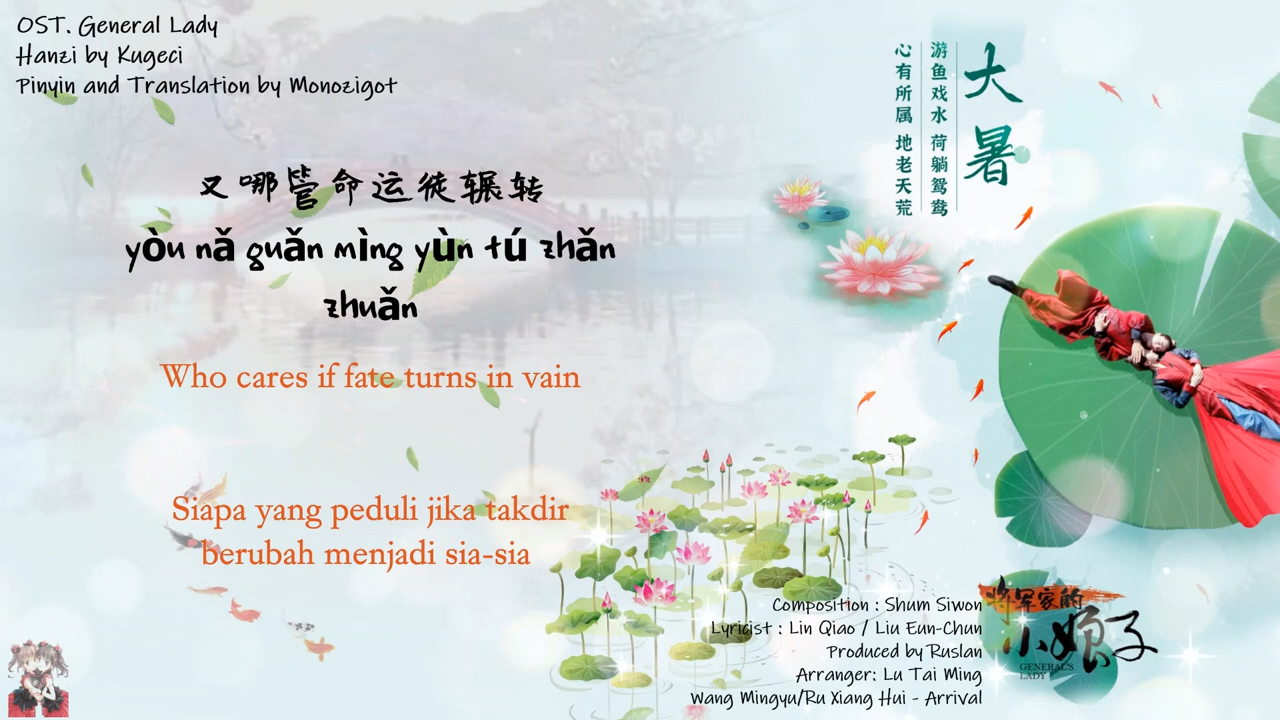 OST. General Lady
Hanzi by Kugeci
Pinyin and Translation by Monozigot
大暑
游鱼戏水 荷躺鸳鸯
心有所属 地老天荒
又哪管命运徒辗转
yòu nǎ guǎn mìng yùn tú zhǎn
zhuǎn
Who cares if fate turns in vain
Siapa yang peduli jika takdir
berubah menjadi sia-sia
Composition : Shum Siwon
Lyricist : Lin Qiao / Liu Eun-Chun
Produced by Ruslan
Arranger: Lu Tai Ming
Wang Mingyu/Ru Xiang Hui - Arrival
将军家的
小娘子
GENERAL'S
LADY